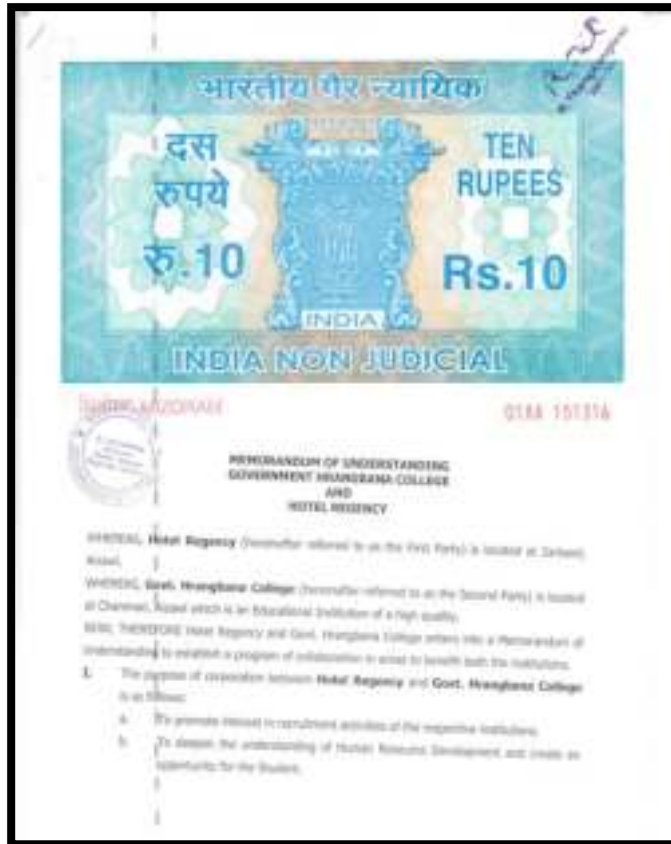 भारतीय गैर न्यायिक
दस
रुपये
रु.10
TEN
RUPEES
Rs.10
INDIA
INDIA NON JUDICIAL
MIZORAM
01AA 151316
MEMORANDUM OF UNDERSTANDING
GOVERNMENT HRANGBANA COLLEGE
AND
HOTEL REGENCY
WHEREAS, Hotel Regency (hereinafter referred to as the First Party) is located at Zarkawt,
Aizawl.
WHEREAS, Govt. Hrangbana College (hereinafter referred to as the Second Party) is located
at Chanmari, Aizawl which is an Educational Institution of a high quality.
NOW, THEREFORE Hotel Regency and Govt. Hrangbana College enters into a Memorandum of
Understanding to establish a program of collaboration in areas to benefit both the institutions.
1. The purpose of corporation between Hotel Regency and Govt. Hrangbana College
is as follows:
a. To promote interest in recruitment activities of the respective institutions.
b. To deepen the understanding of Human Resource Development and create an
opportunity for the Student.